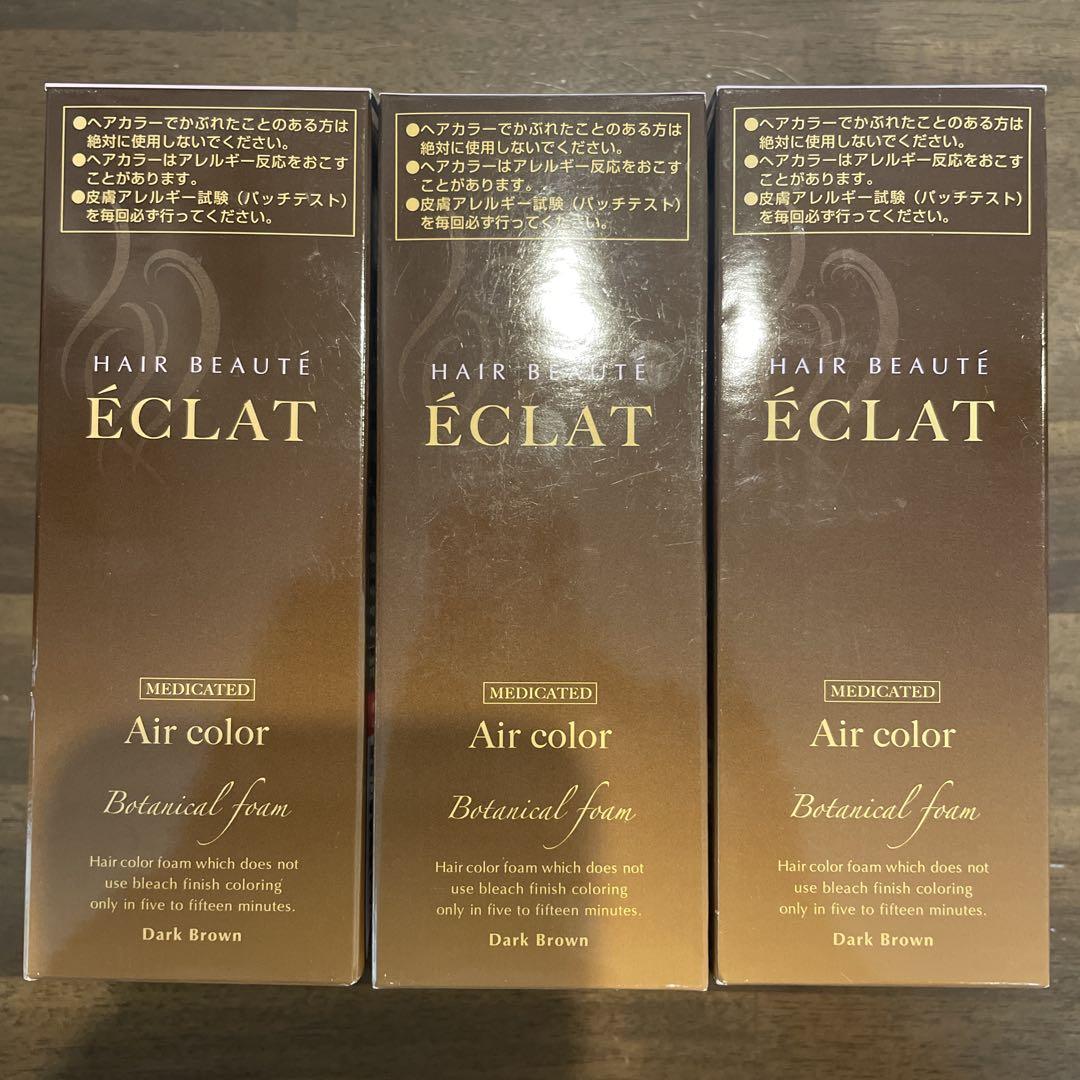 ●ヘアカラーでかぶれたことのある方は
絶対に使用しないでください。
●ヘアカラーはアレルギー反応をおこす
ことがあります。
●皮膚アレルギー試験（パッチテスト）
を毎回必ず行ってください。
HAIR BEAUTÉ
ÉCLAT
MEDICATED
Air color
Botanical foam
Hair color foam which does not
use bleach finish coloring
only in five to fifteen minutes.
Dark Brown
●ヘアカラーでかぶれたことのある方は
絶対に使用しないでください。
●ヘアカラーはアレルギー反応をおこす
ことがあります。
●皮膚アレルギー試験（パッチテスト）
を毎回必ず行ってください。
HAIR BEAUTÉ
ÉCLAT
MEDICATED
Air color
Botanical foam
Hair color foam which does not
use bleach finish coloring
only in five to fifteen minutes.
Dark Brown
●ヘアカラーでかぶれたことのある方は
絶対に使用しないでください。
●ヘアカラーはアレルギー反応をおこす
ことがあります。
●皮膚アレルギー試験（パッチテスト）
を毎回必ず行ってください。
HAIR BEAUTÉ
ÉCLAT
MEDICATED
Air color
Botanical foam
Hair color foam which does not
use bleach finish coloring
only in five to fifteen minutes.
Dark Brown